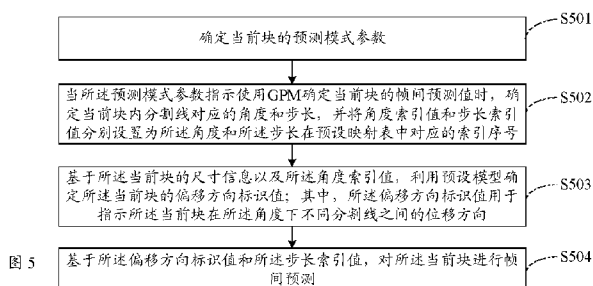 确定当前块的预测模式参数
S501
当所述预测模式参数指示使用GPM确定当前块的帧间预测值时，确
定当前块内分割线对应的角度和步长，并将角度索引值和步长索引
值分别设置为所述角度和所述步长在预设映射表中对应的索引序号
S502
基于所述当前块的尺寸信息以及所述角度索引值，利用预设模型确
定所述当前块的偏移方向标识值；其中，所述偏移方向标识值用于
指示所述当前块在所述角度下不同分割线之间的位移方向
S503
基于所述偏移方向标识值和所述步长索引值，对所述当前块进行帧
间预测
S504
图 5